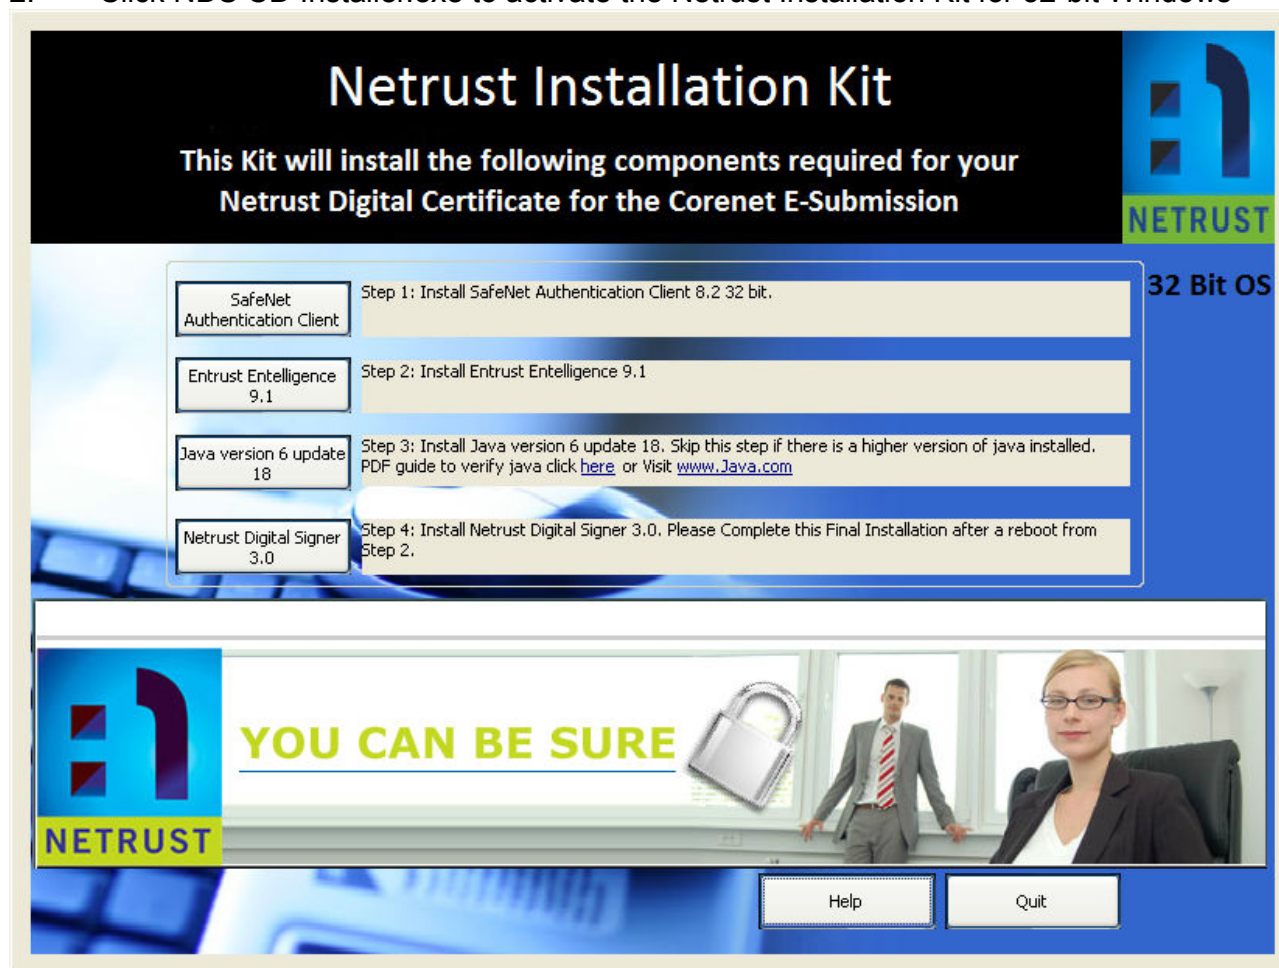 Netrust Installation Kit
This Kit will install the following components required for your
Netrust Digital Certificate for the Corenet E-Submission
NETRUST
32 Bit OS
SafeNet
Authentication Client
Step 1: Install SafeNet Authentication Client 8.2 32 bit.
Entrust Entelligence
9.1
Step 2: Install Entrust Entelligence 9.1
Java version 6 update
18
Step 3: Install Java version 6 update 18. Skip this step if there is a higher version of java installed.
PDF guide to verify java click here or Visit www.Java.com
Netrust Digital Signer
3.0
Step 4: Install Netrust Digital Signer 3.0. Please Complete this Final Installation after a reboot from
Step 2.
YOU CAN BE SURE
NETRUST
Help
Quit